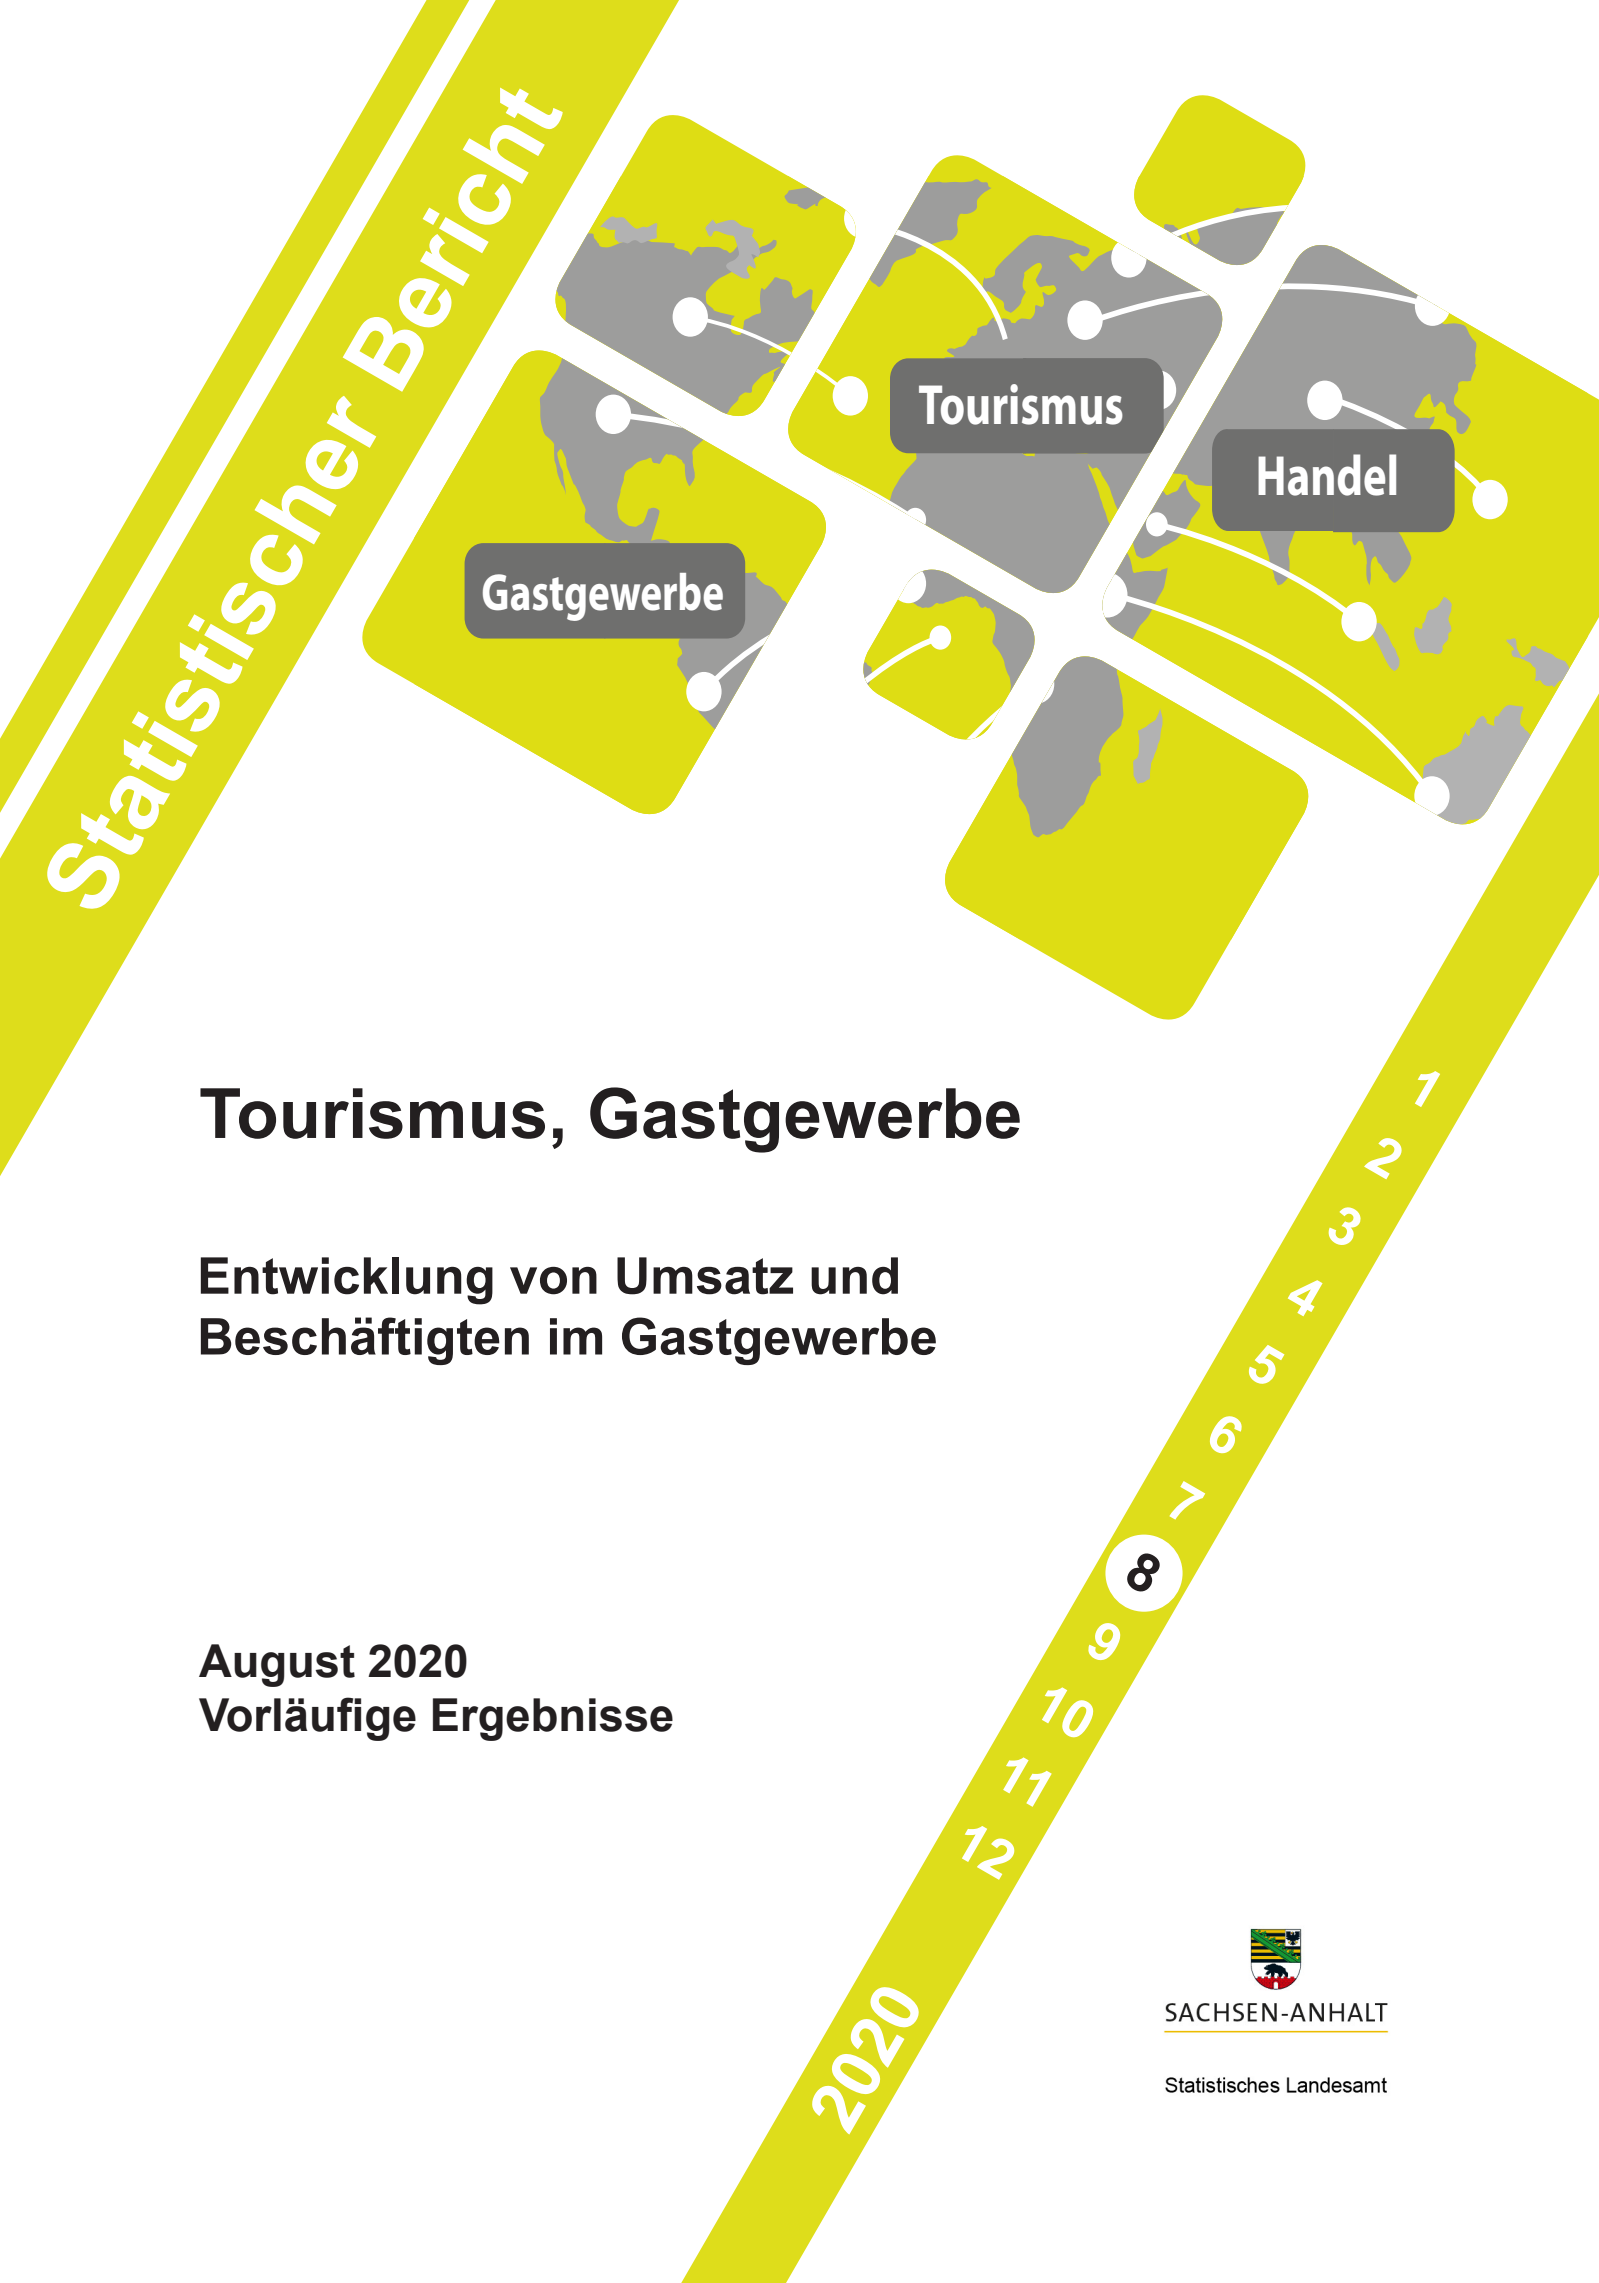 Statistischer Bericht
Tourismus
Handel
Gastgewerbe
Tourismus, Gastgewerbe
Entwicklung von Umsatz und
Beschäftigten im Gastgewerbe
August 2020
Vorläufige Ergebnisse
1
2
3
4
5
6
7
8
9
10
11
12
2020
SACHSEN-ANHALT
Statistisches Landesamt